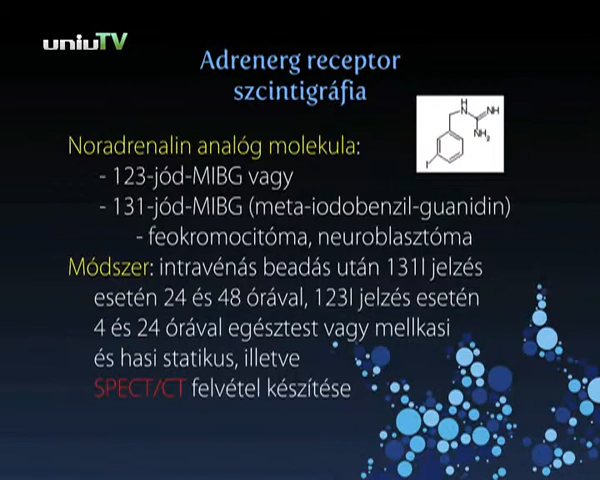 uniuTV
Adrenerg receptor
szcintigráfia
Noradrenalin analóg molekula:
- 123-jód-MIBG vagy
- 131-jód-MIBG (meta-iodobenzil-guanidin)
- feokromocitóma, neuroblasztóma
Módszer: intravénás beadás után 131I jelzés
esetén 24 és 48 órával, 123I jelzés esetén
4 és 24 órával egésztest vagy mellkasi
és hasi statikus, illetve
SPECT/CT felvétel készítése
H
N
NH
NH2
I